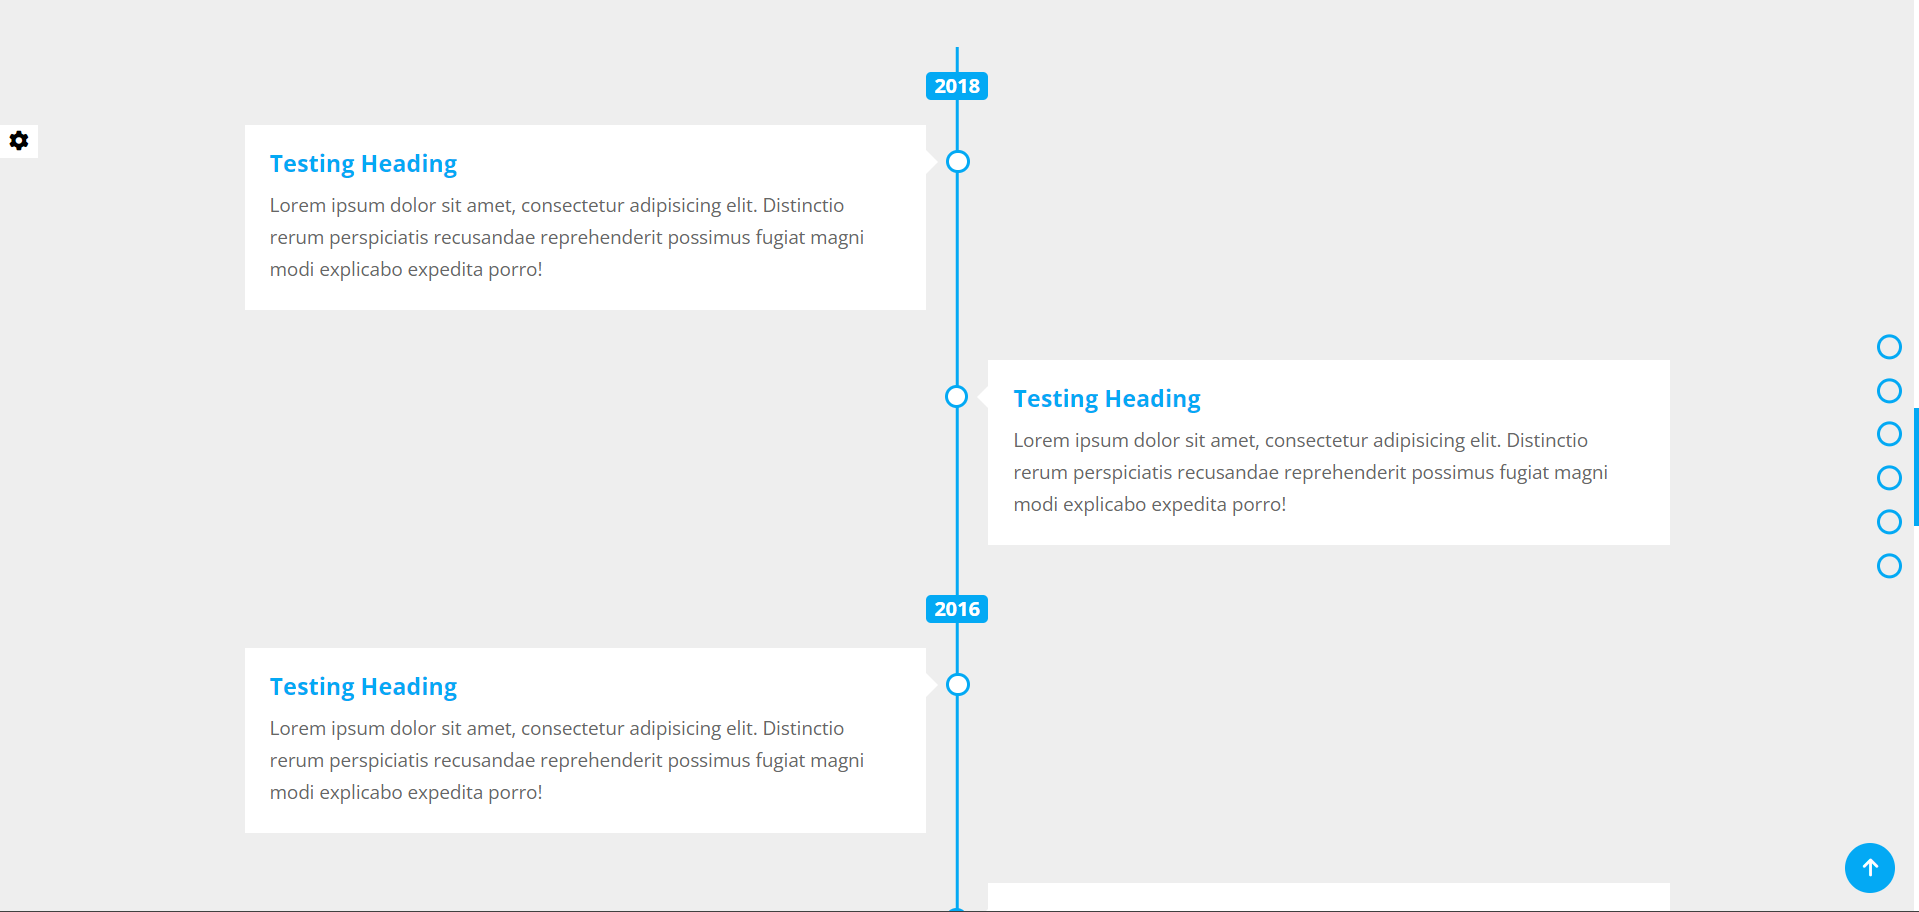 2018
Testing Heading
Lorem ipsum dolor sit amet, consectetur adipisicing elit. Distinctio
rerum perspiciatis recusandae reprehenderit possimus fugiat magni
modi explicabo expedita porro!
Testing Heading
Lorem ipsum dolor sit amet, consectetur adipisicing elit. Distinctio
rerum perspiciatis recusandae reprehenderit possimus fugiat magni
modi explicabo expedita porro!
2016
Testing Heading
Lorem ipsum dolor sit amet, consectetur adipisicing elit. Distinctio
rerum perspiciatis recusandae reprehenderit possimus fugiat magni
modi explicabo expedita porro!